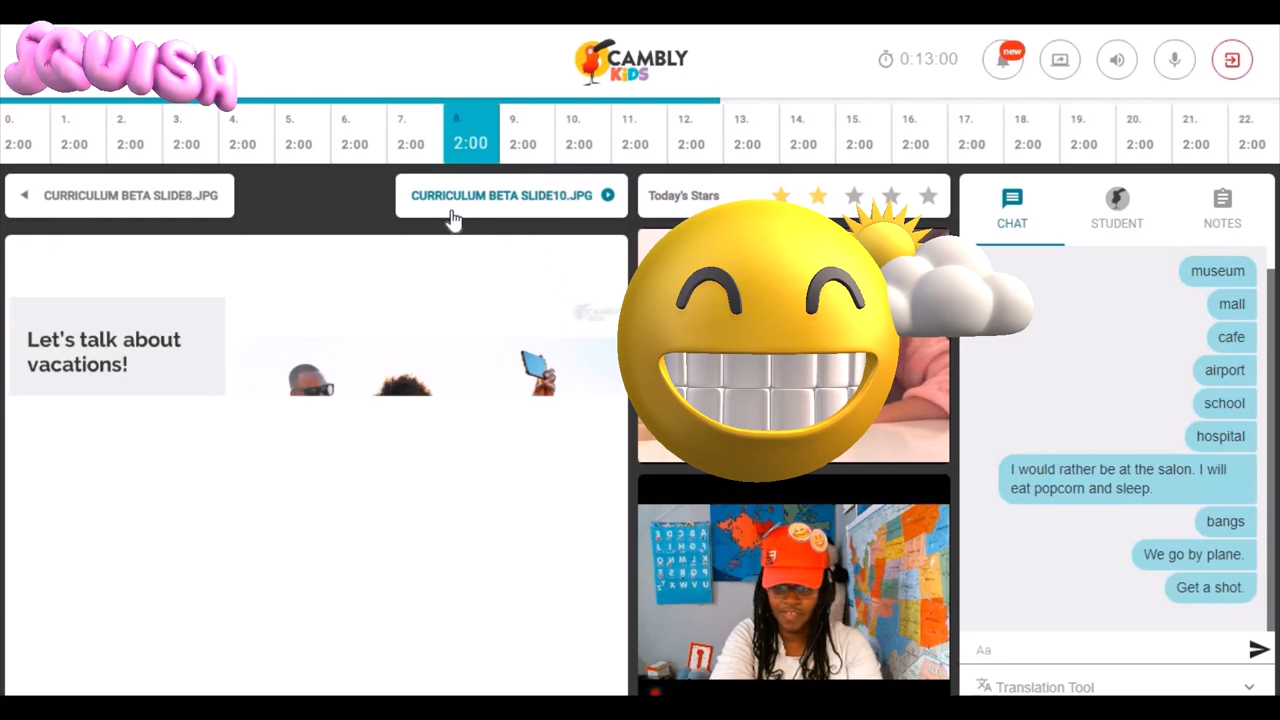 SQUISH
CAMBLY
KiDS
0:13:00
new
0. 1. 2. 3. 4. 5. 6. 7. 8. 9. 10. 11. 12. 13. 14. 15. 16. 17. 18. 19. 20. 21. 22.
2:00 2:00 2:00 2:00 2:00 2:00 2:00 2:00 2:00 2:00 2:00 2:00 2:00 2:00 2:00 2:00 2:00 2:00 2:00 2:00 2:00 2:00 2:00
CURRICULUM BETA SLIDE8.JPG
CURRICULUM BETA SLIDE10.JPG
Today's Stars
CHAT
STUDENT
NOTES
Let's talk about
vacations!
museum
mall
cafe
airport
school
hospital
I would rather be at the salon. I will
eat popcorn and sleep.
bangs
We go by plane.
Get a shot.
Aa
Translation Tool